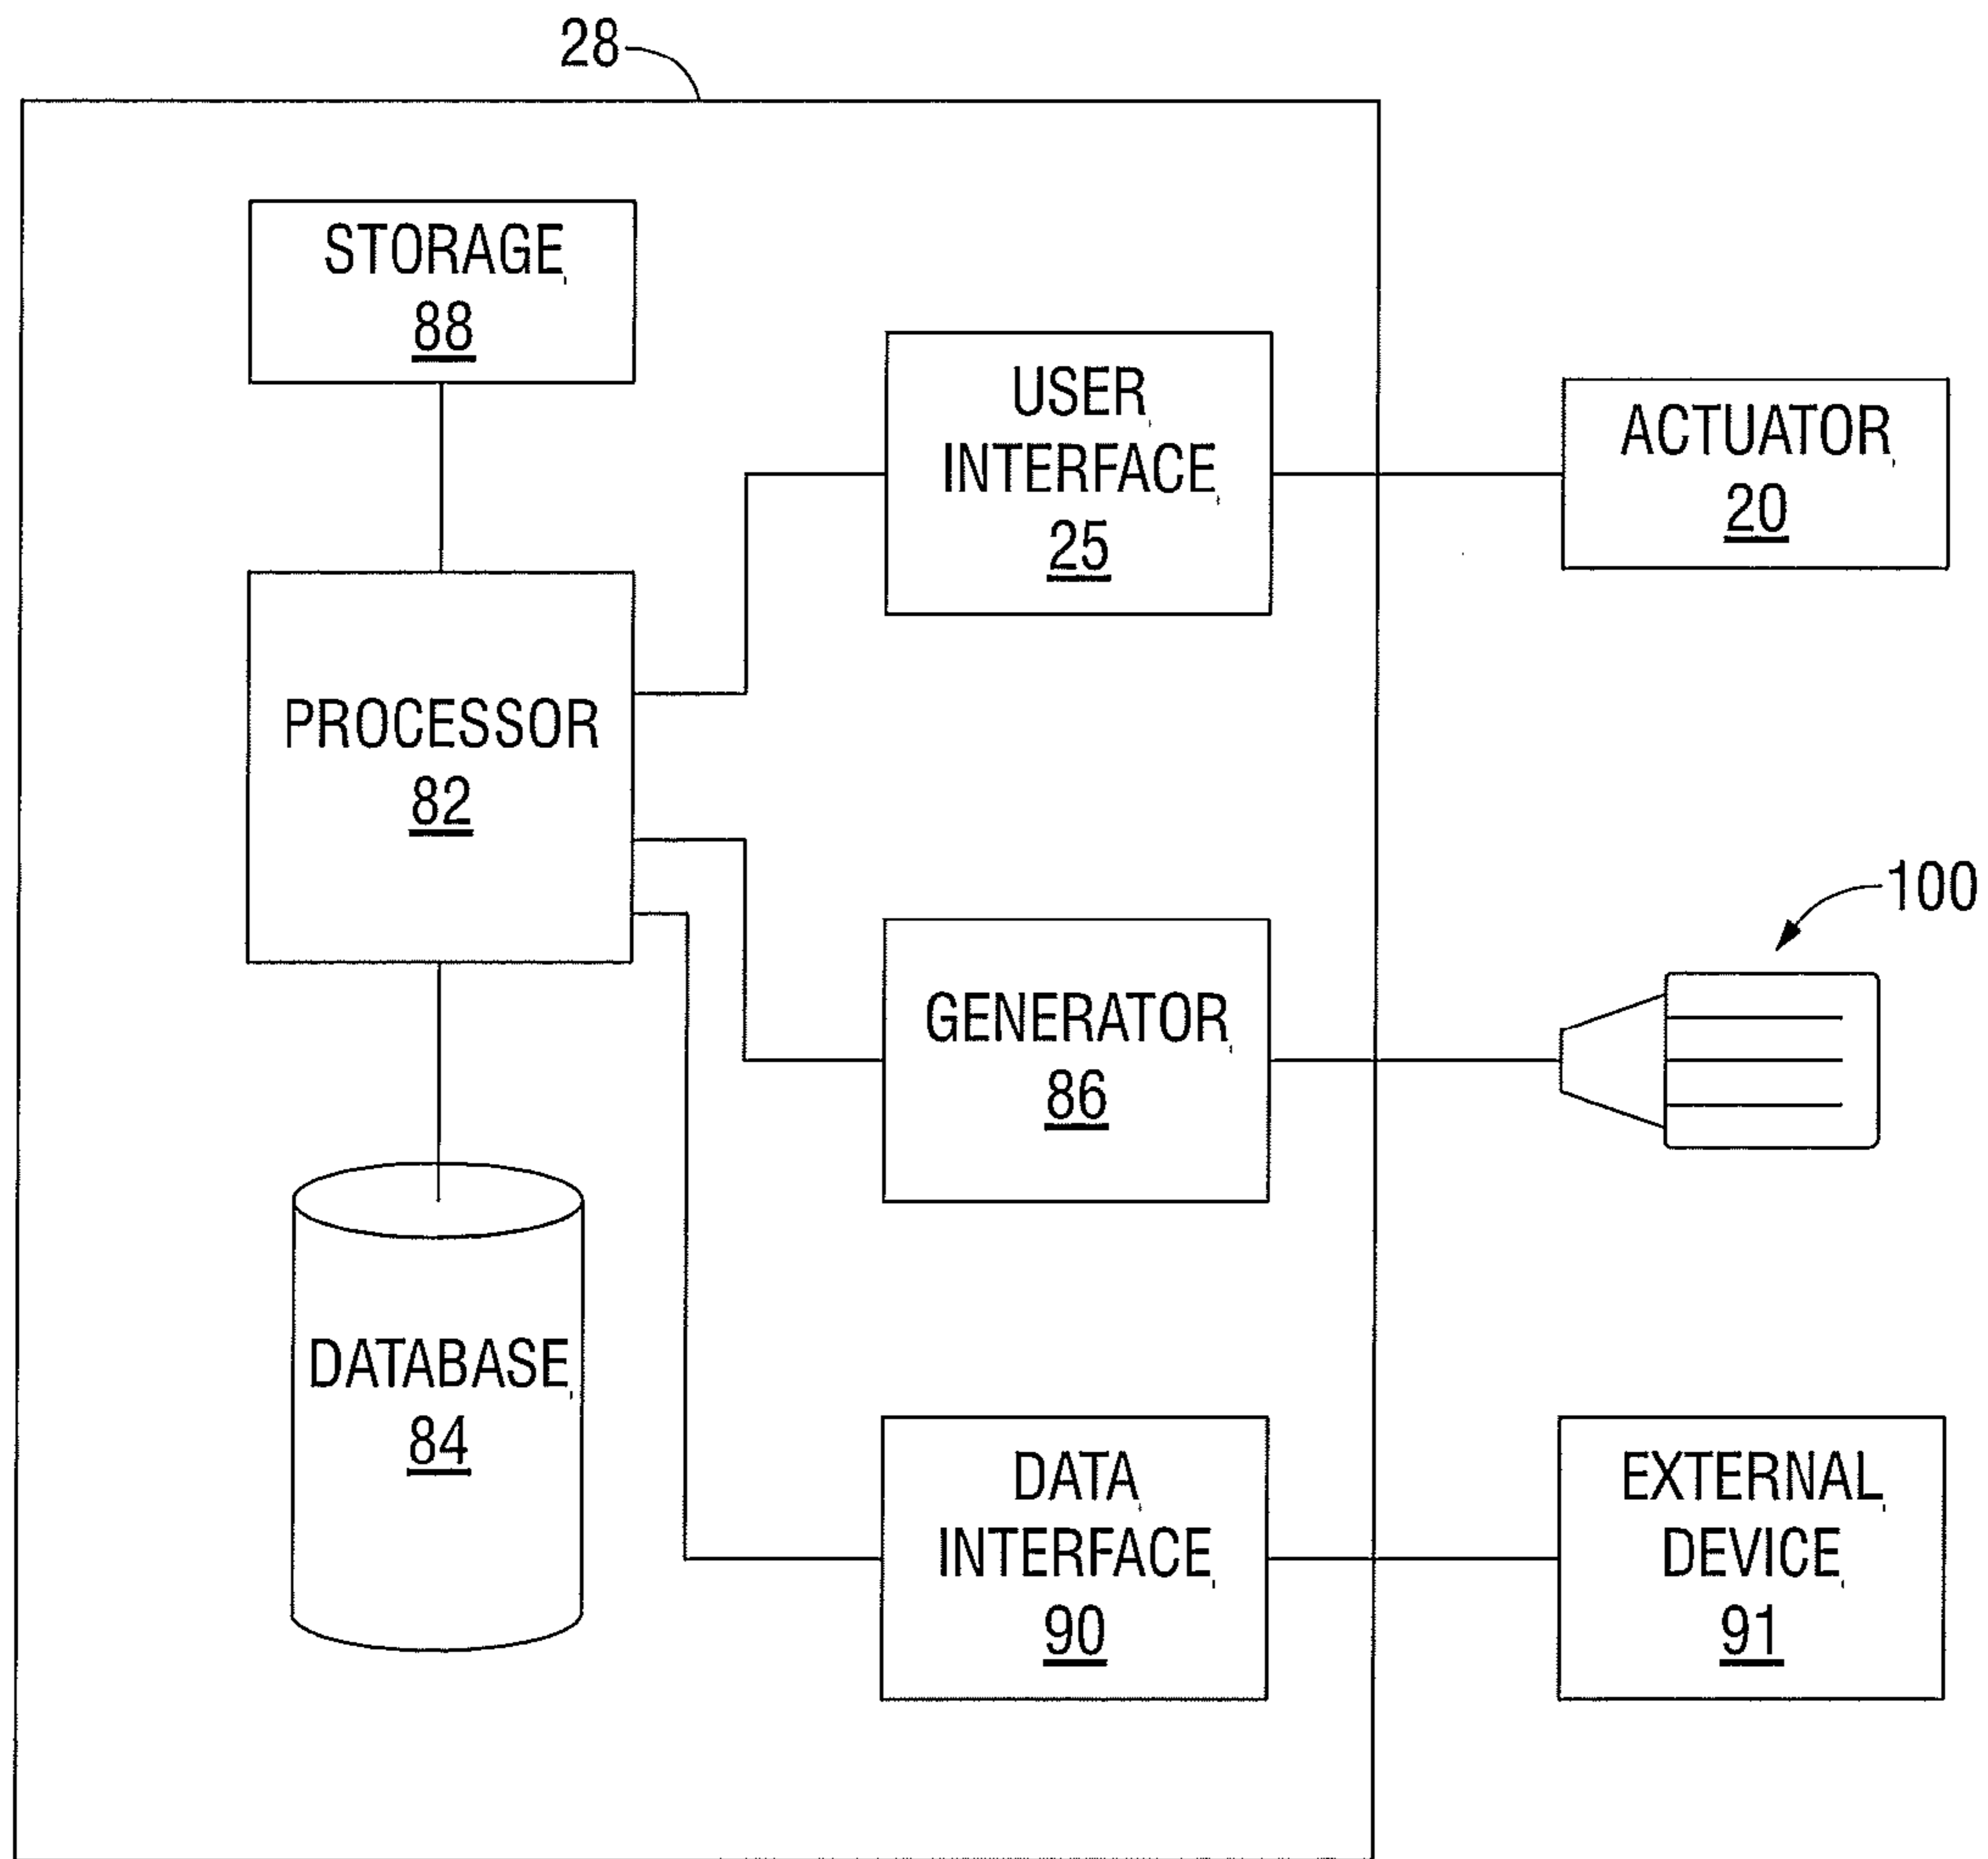 28
STORAGE,
88
USER
INTERFACE,
25
ACTUATOR,
20
PROCESSOR
82
100
GENERATOR,
86
DATABASE,
84
DATA
INTERFACE,
90
EXTERNAL
DEVICE,
91